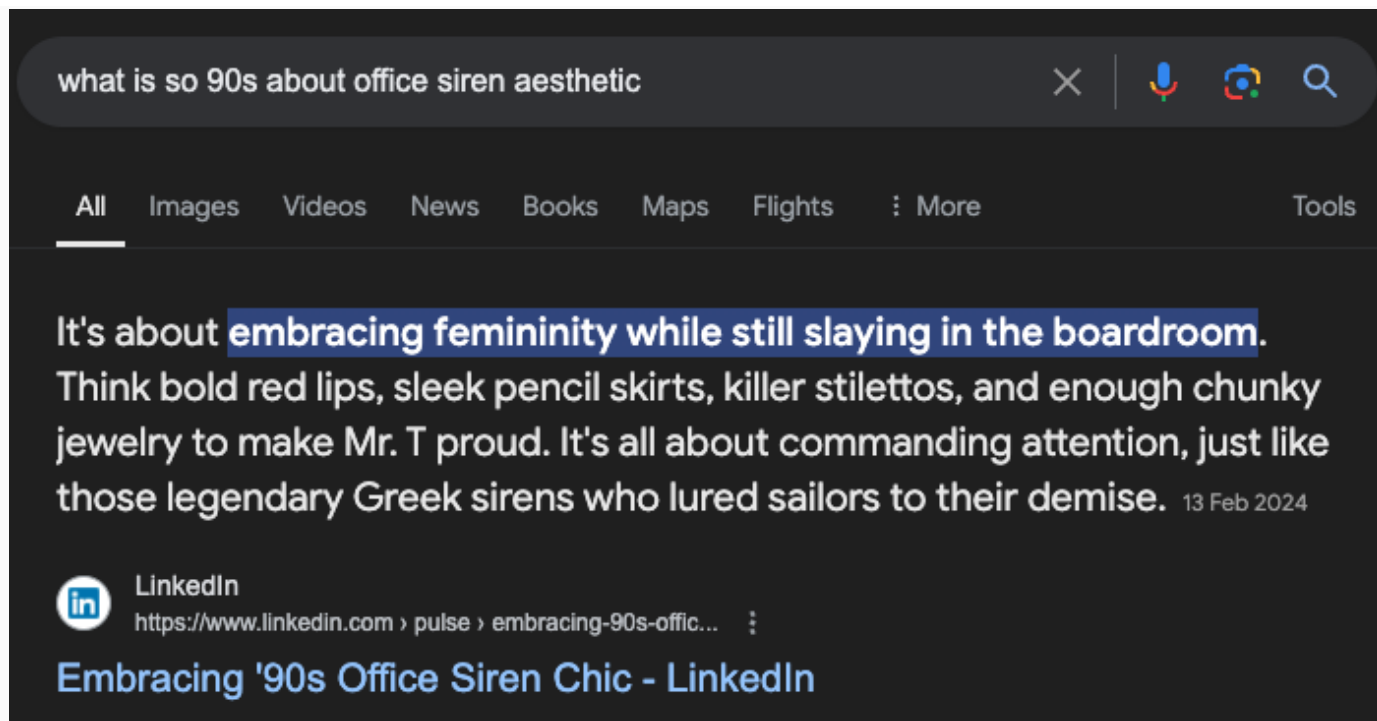 what is so 90s about office siren aesthetic
All Images Videos News Books Maps Flights More Tools
It's about embracing femininity while still slaying in the boardroom.
Think bold red lips, sleek pencil skirts, killer stilettos, and enough chunky
jewelry to make Mr. T proud. It's all about commanding attention, just like
those legendary Greek sirens who lured sailors to their demise. 13 Feb 2024
in
LinkedIn
https://www.linkedin.com › pulse › embracing-90s-offic...
Embracing '90s Office Siren Chic - LinkedIn